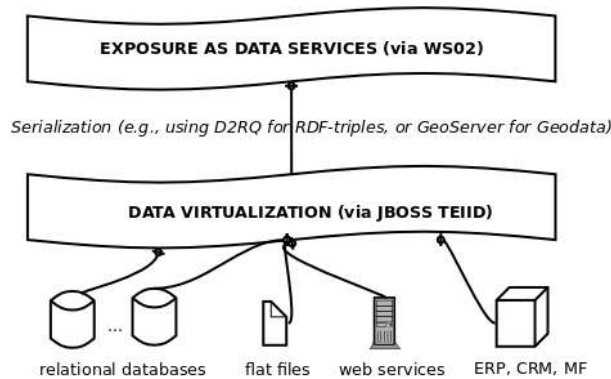 EXPOSURE AS DATA SERVICES (via WS02)
Serialization (e.g., using D2RQ for RDF-triples, or GeoServer for Geodata)
DATA VIRTUALIZATION (via JBOSS TEIID)
...
relational databases flat files web services ERP, CRM, MF